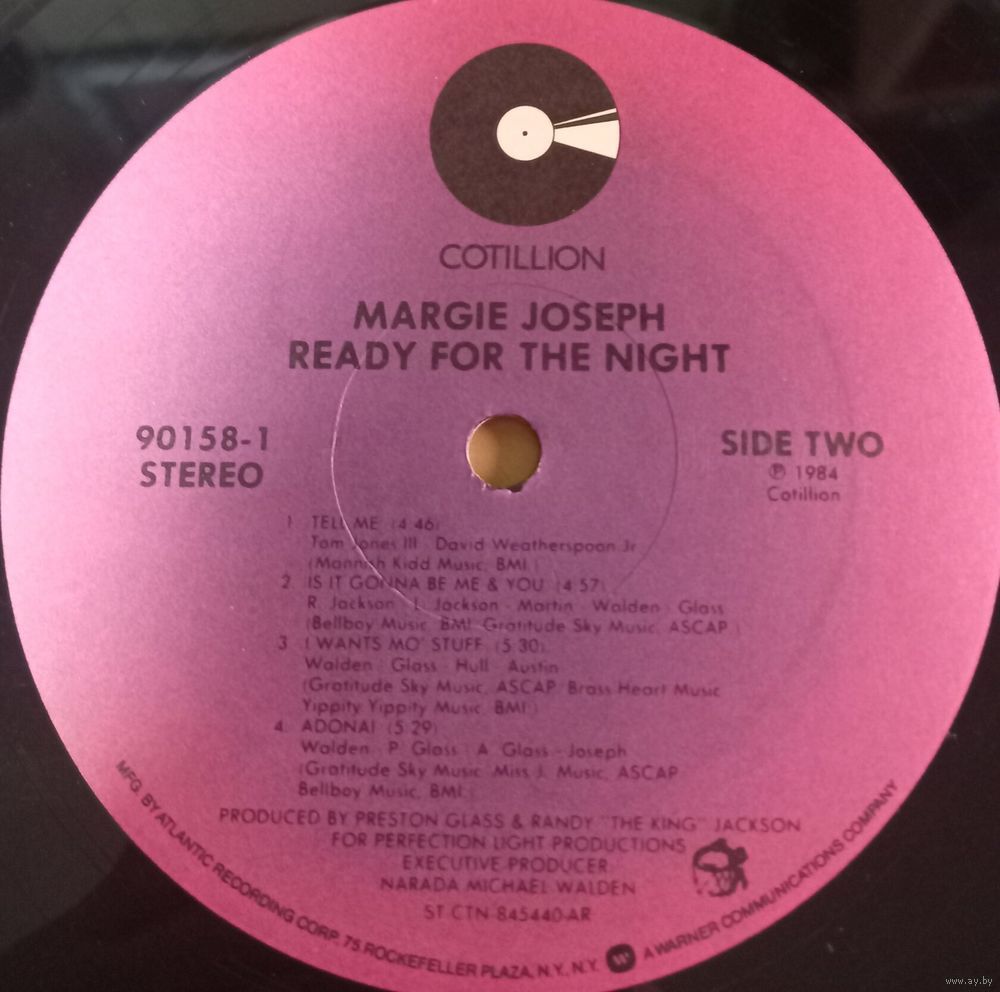 COTILLION
MARGIE JOSEPH
READY FOR THE NIGHT
90158-1
STEREO
SIDE TWO
℗ 1984
Cotillion
1 TELL ME (4:46)
Tom Jones III · David Weatherspoon Jr
(Mannish Kidd Music, BMI)
2 IS IT GONNA BE ME & YOU (4:57)
R. Jackson · L. Jackson · Martin · Walden · Glass
(Bellboy Music, BMI, Gratitude Sky Music, ASCAP)
3 I WANTS MO' STUFF (5:30)
Walden · Glass · Hull · Austin
(Gratitude Sky Music, ASCAP, Brass Heart Music
Yippity Yippity Music, BMI)
4. ADONAI (5:29)
Walden · P. Glass · A. Glass · Joseph
(Gratitude Sky Music, Miss J. Music, ASCAP
Bellboy Music, BMI)
PRODUCED BY PRESTON GLASS & RANDY "THE KING" JACKSON
FOR PERFECTION LIGHT PRODUCTIONS
EXECUTIVE PRODUCER
NARADA MICHAEL WALDEN
ST-CTN-845440-AR
MFG. BY ATLANTIC RECORDING CORP. 75 ROCKEFELLER PLAZA, N.Y., N.Y. A WARNER COMMUNICATIONS COMPANY
www.ay.by